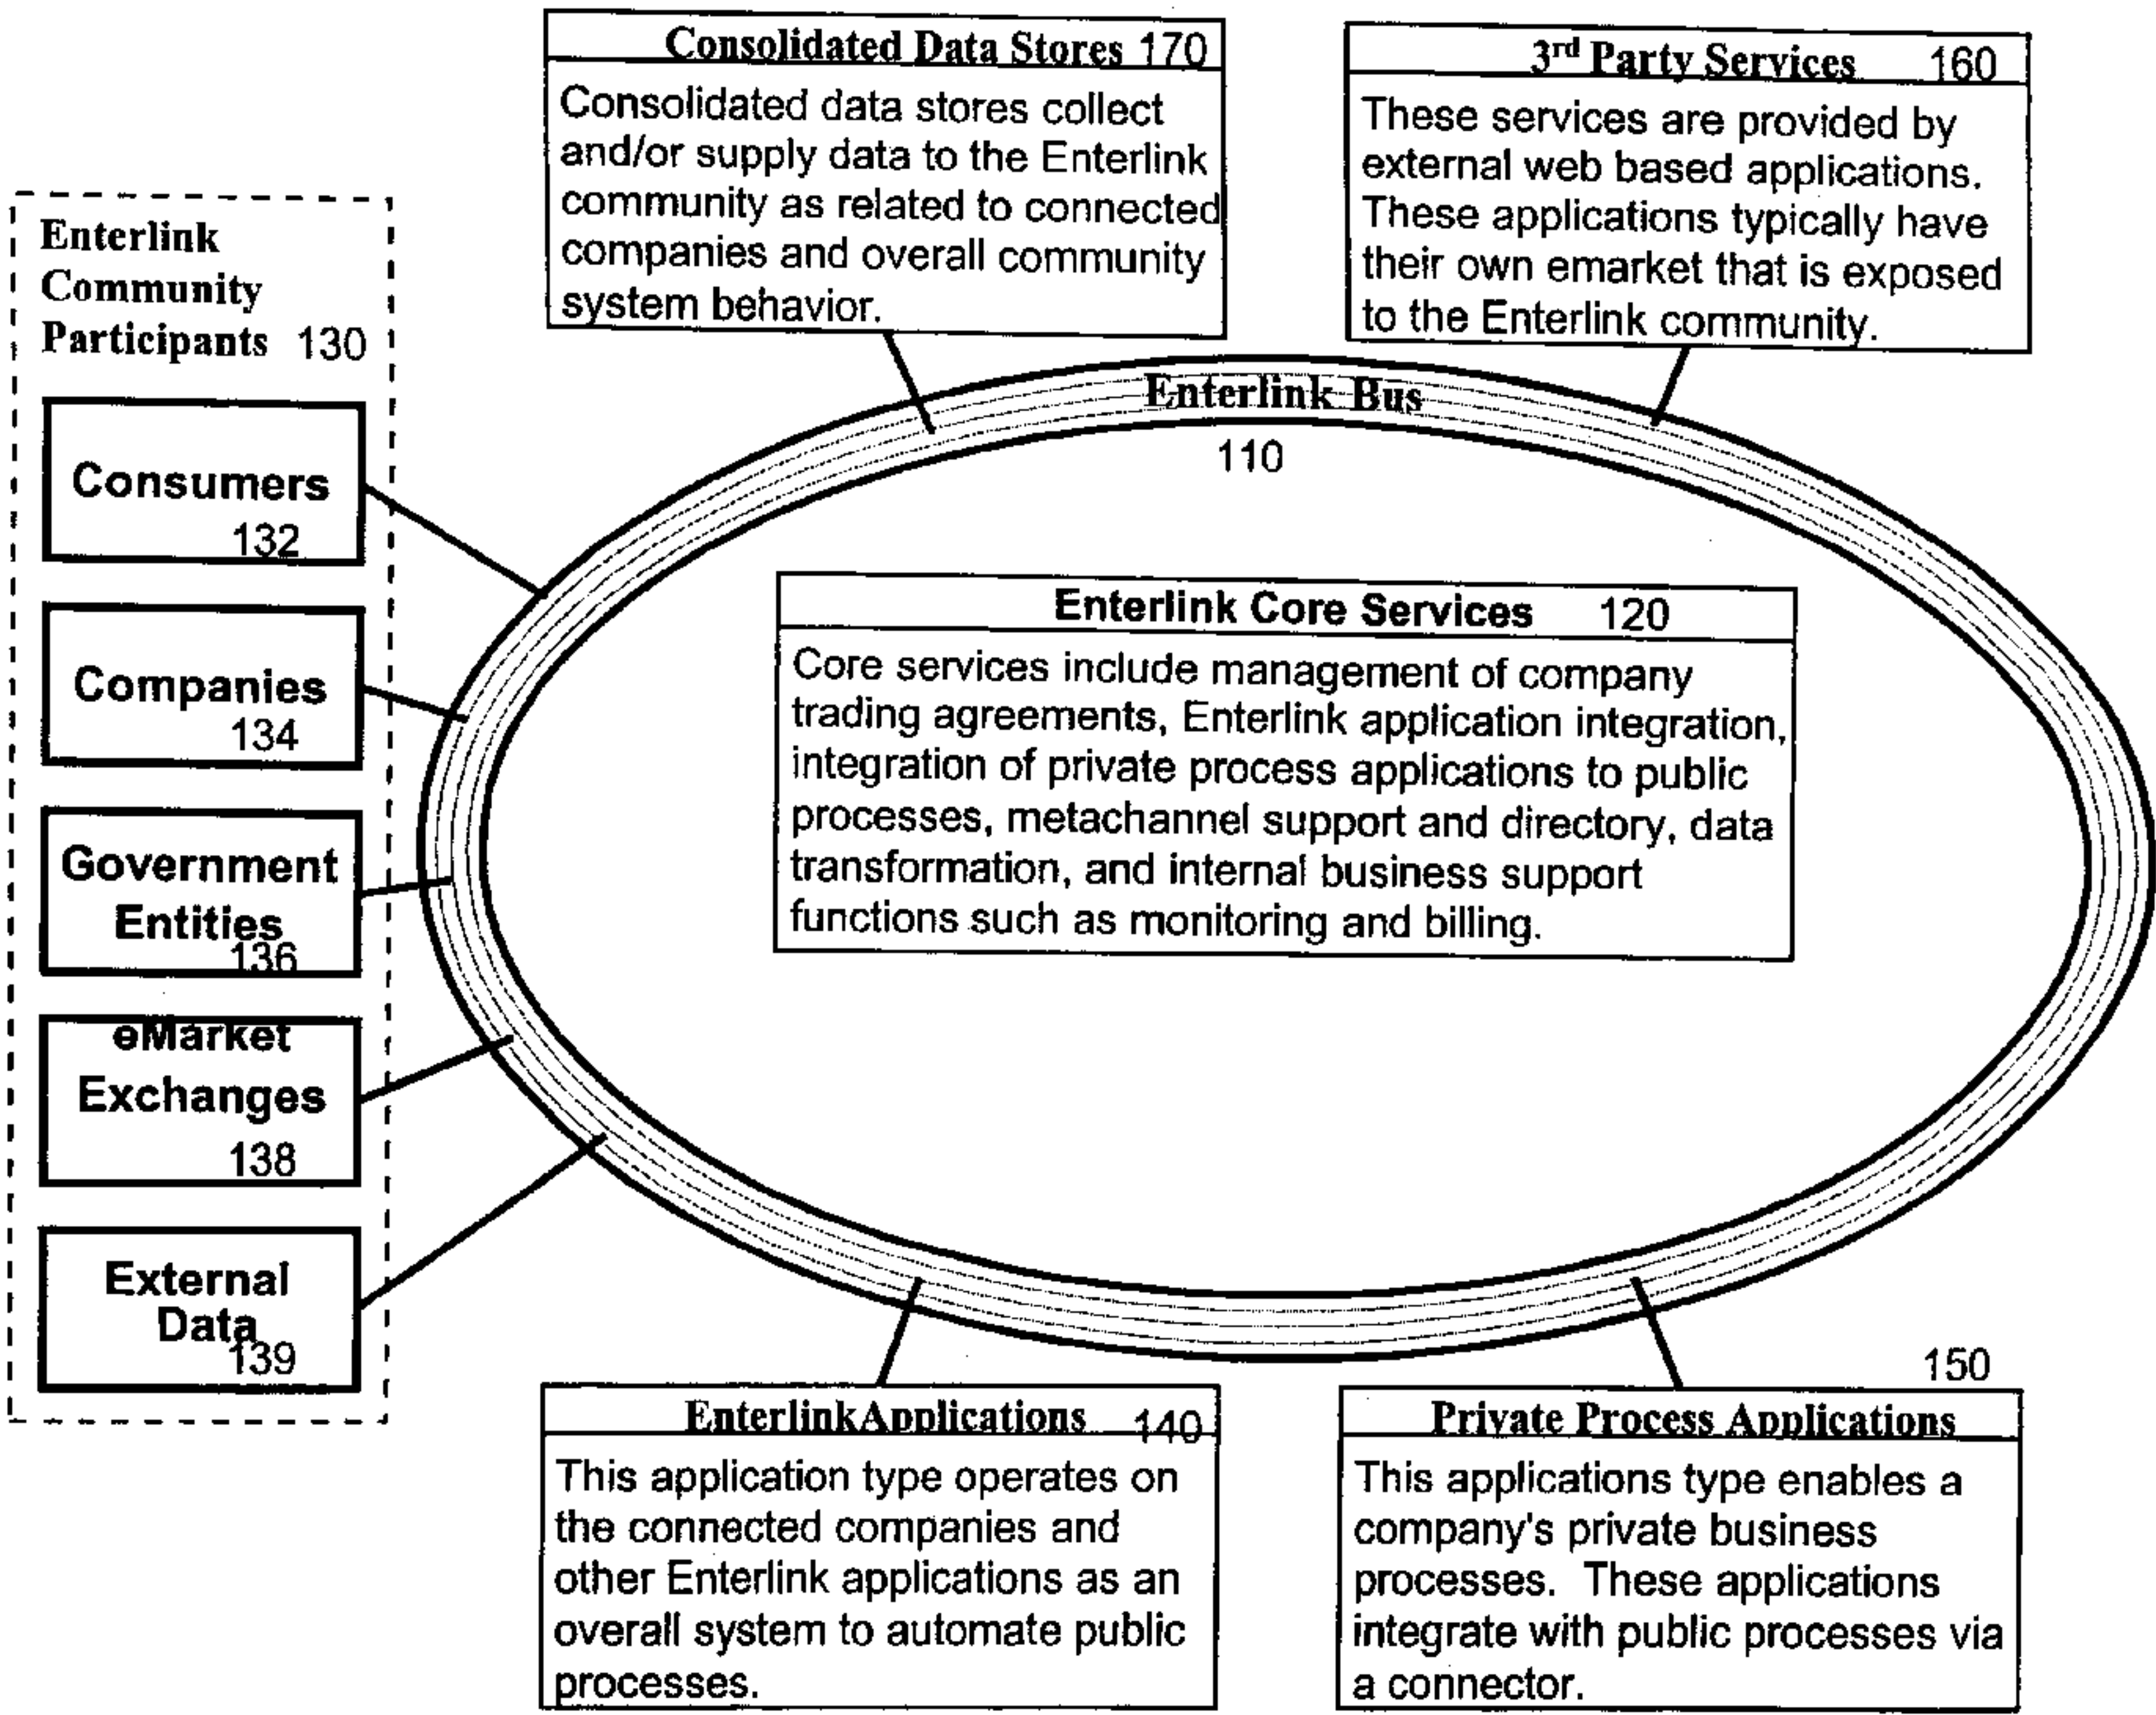 Consolidated Data Stores 170
Consolidated data stores collect
and/or supply data to the Enterlink
community as related to connected
companies and overall community
system behavior.
3rd Party Services 160
These services are provided by
external web based applications.
These applications typically have
their own emarket that is exposed
to the Enterlink community.
Enterlink
Community
Participants 130
Consumers
132
Companies
134
Government
Entities
136
eMarket
Exchanges
138
External
Data
139
Enterlink Bus
110
Enterlink Core Services 120
Core services include management of company
trading agreements, Enterlink application integration,
integration of private process applications to public
processes, metachannel support and directory, data
transformation, and internal business support
functions such as monitoring and billing.
EnterlinkApplications 140
This application type operates on
the connected companies and
other Enterlink applications as an
overall system to automate public
processes.
150
Private Process Applications
This applications type enables a
company's private business
processes. These applications
integrate with public processes via
a connector.